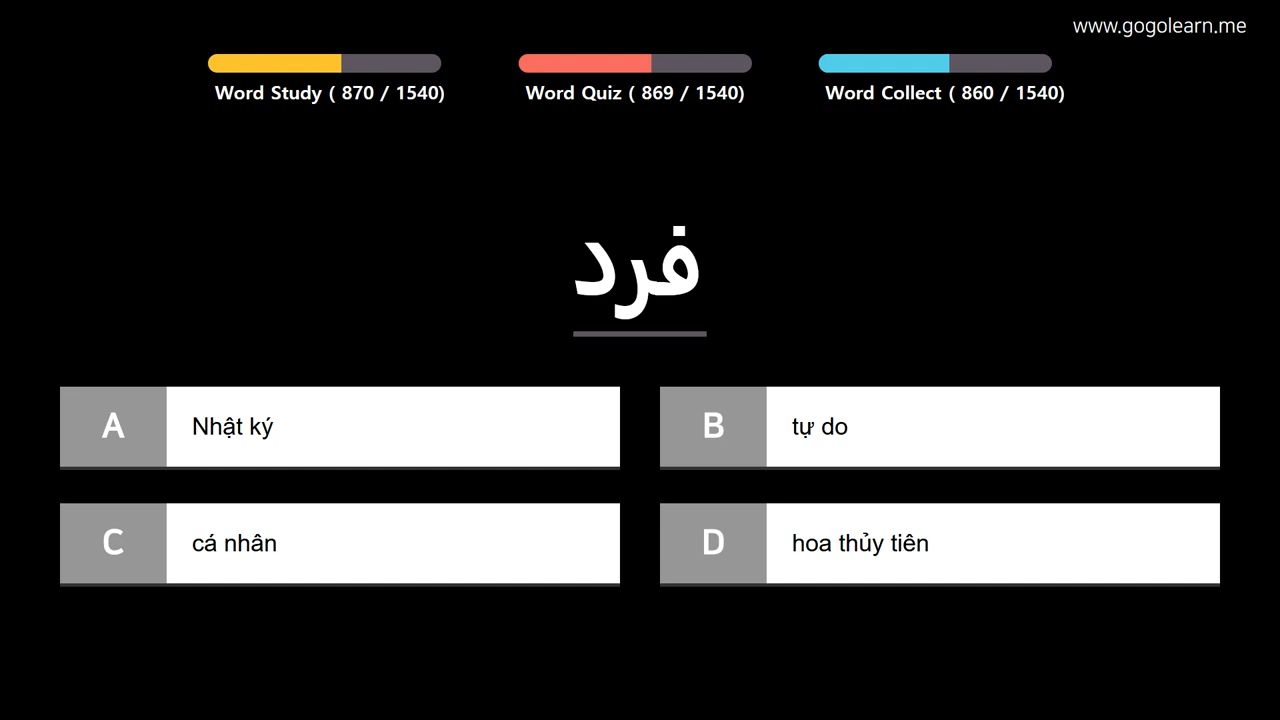 www.gogolearn.me
Word Study ( 870 / 1540)
Word Quiz ( 869 / 1540)
Word Collect ( 860 / 1540)
فرد
A
Nhật ký
B
tự do
C
cá nhân
D
hoa thủy tiên